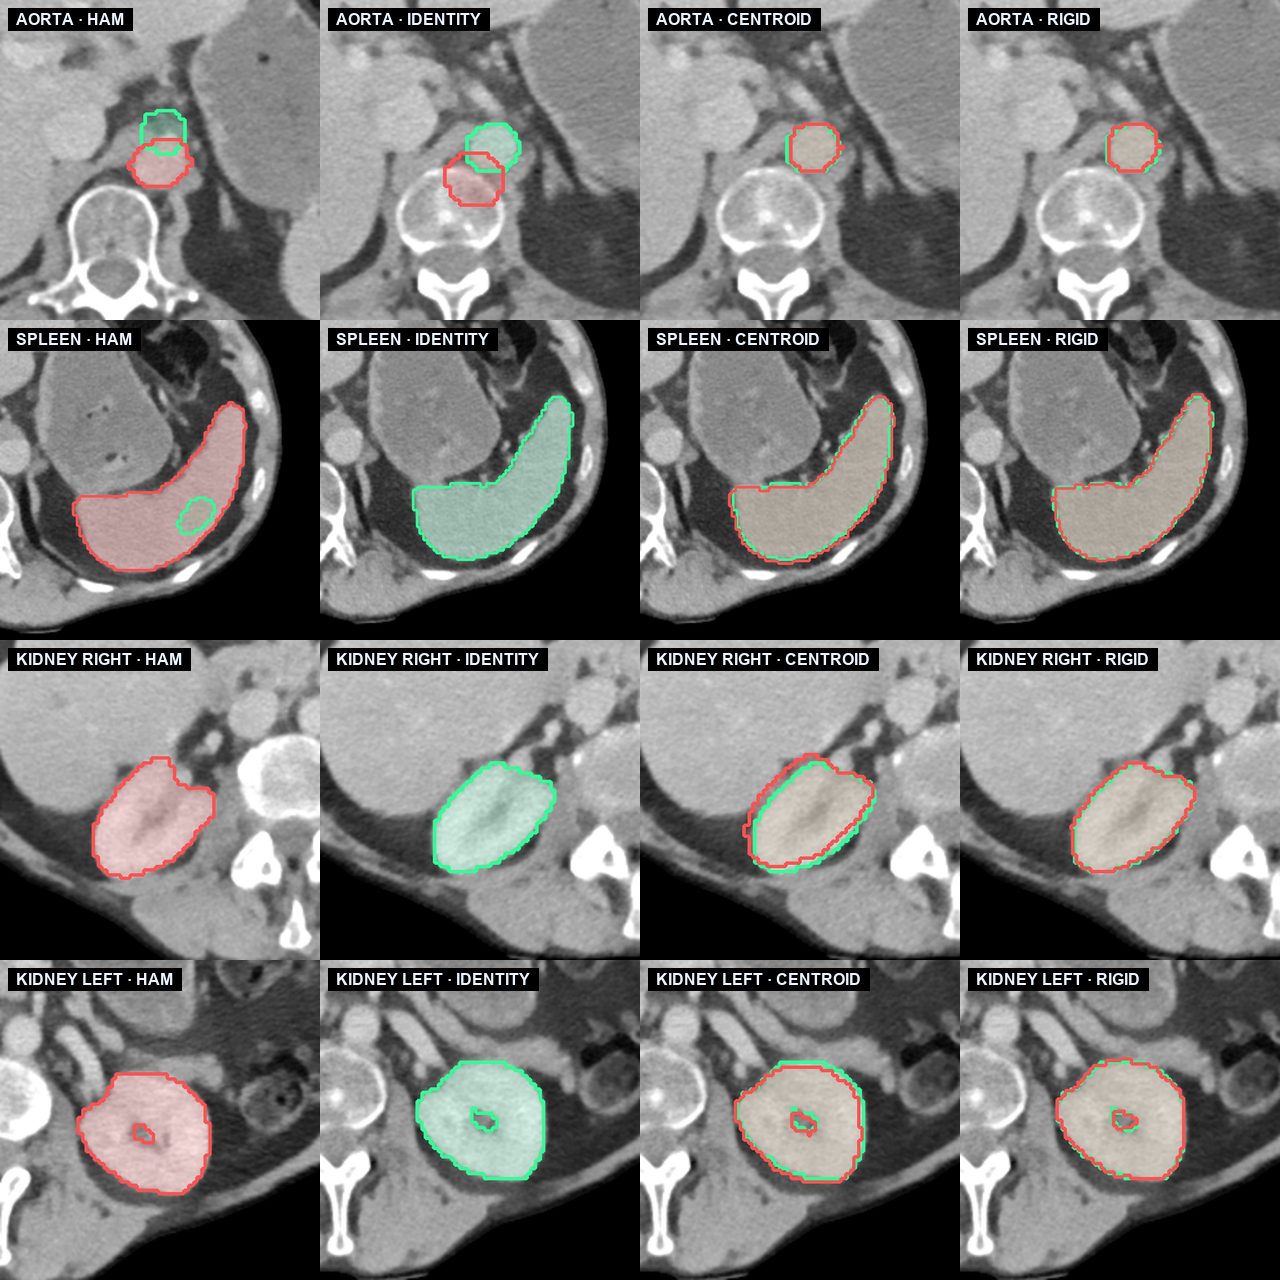 AORTA · HAM
AORTA · IDENTITY
AORTA · CENTROID
AORTA · RIGID
SPLEEN · HAM
SPLEEN · IDENTITY
SPLEEN · CENTROID
SPLEEN · RIGID
KIDNEY RIGHT · HAM
KIDNEY RIGHT · IDENTITY
KIDNEY RIGHT · CENTROID
KIDNEY RIGHT · RIGID
KIDNEY LEFT · HAM
KIDNEY LEFT · IDENTITY
KIDNEY LEFT · CENTROID
KIDNEY LEFT · RIGID